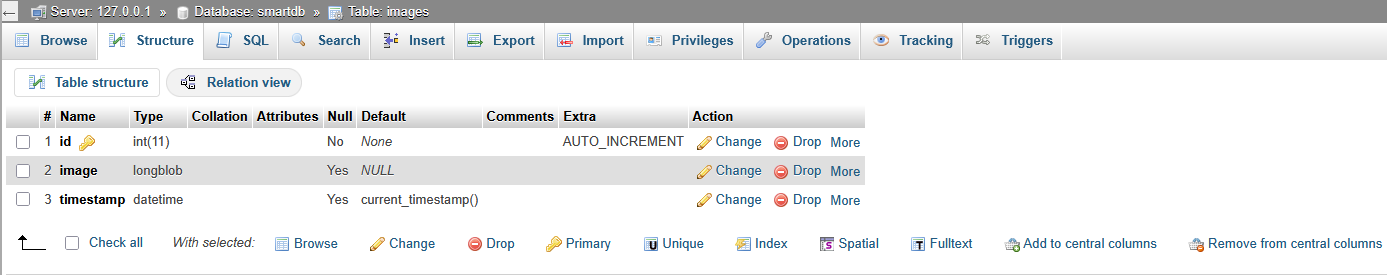 Server: 127.0.0.1 » Database: smartdb » Table: images
Browse Structure SQL Search Insert Export Import Privileges Operations Tracking Triggers
Table structure Relation view
# Name Type Collation Attributes Null Default Comments Extra Action
1 id int(11) No None AUTO_INCREMENT Change Drop More
2 image longblob Yes NULL Change Drop More
3 timestamp datetime Yes current_timestamp() Change Drop More
Check all With selected: Browse Change Drop Primary Unique Index Spatial Fulltext Add to central columns Remove from central columns